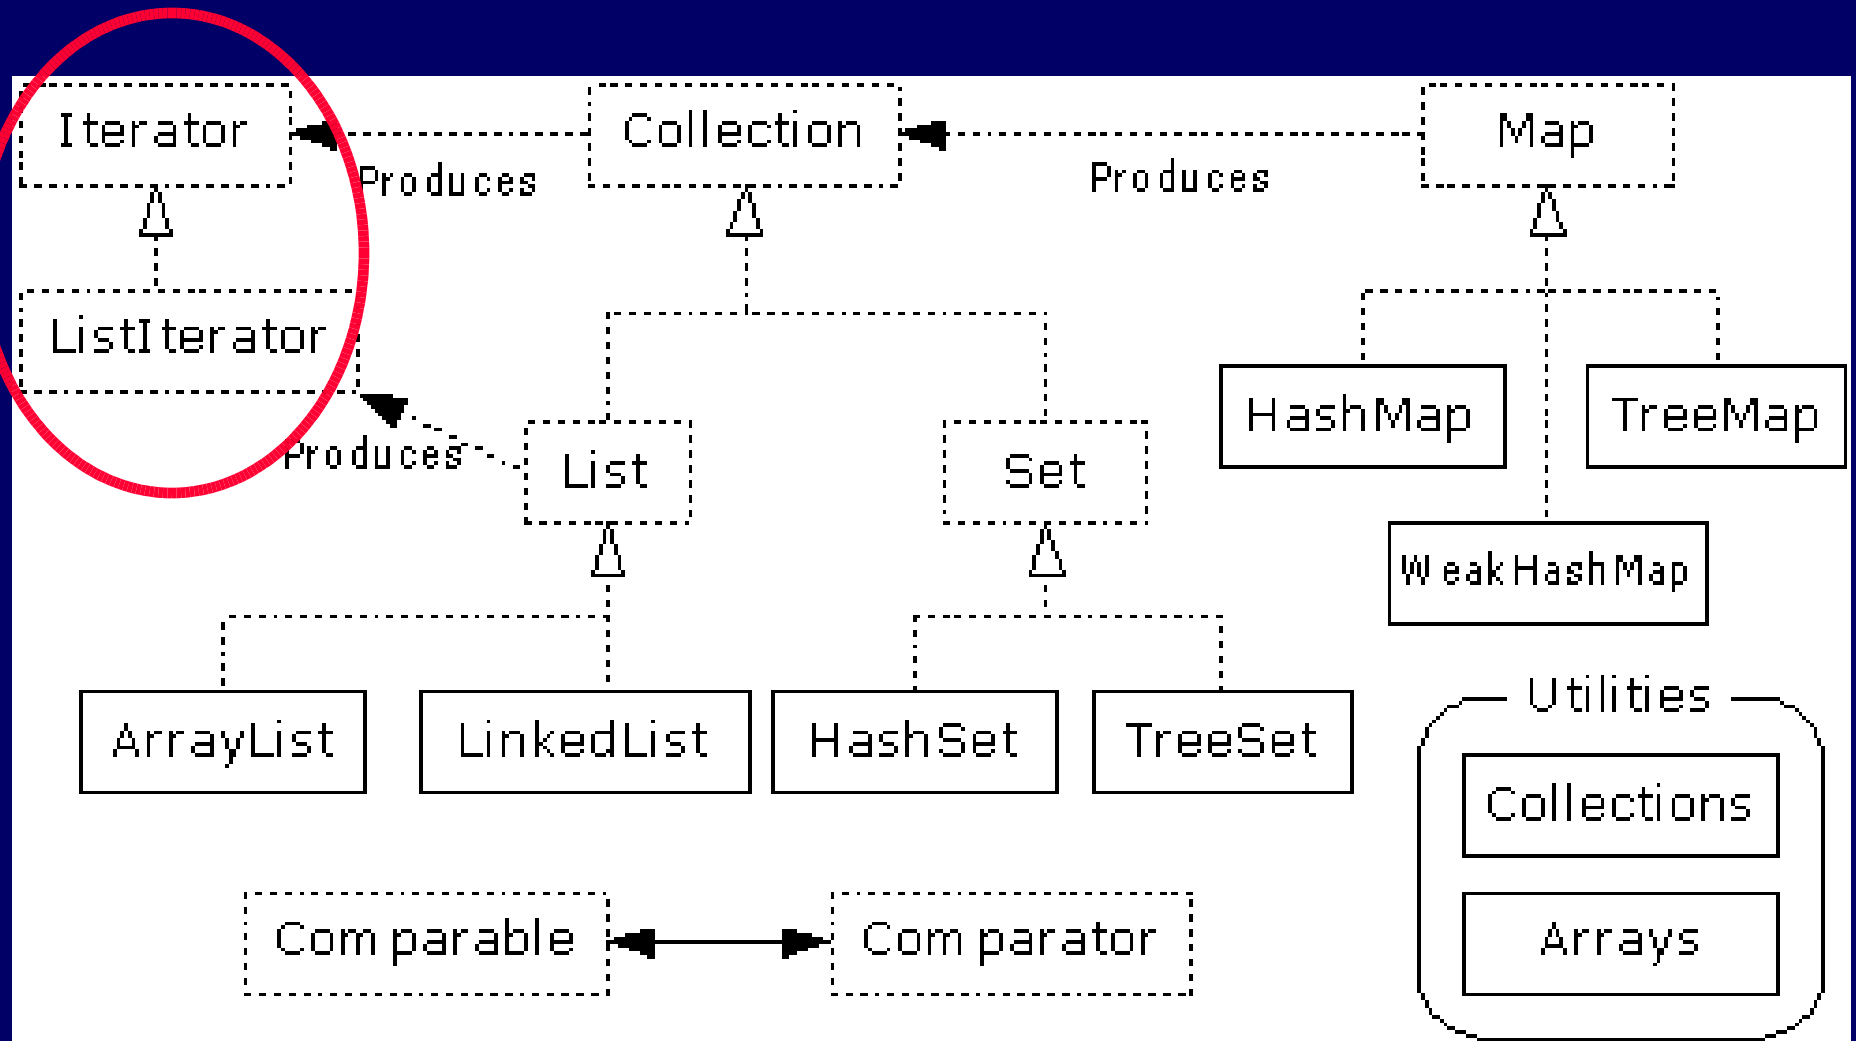 Iterator
Collection
Map
Produces
Produces
ListIterator
HashMap
TreeMap
Produces
List
Set
WeakHashMap
Utilities
ArrayList
LinkedList
HashSet
TreeSet
Collections
Comparable
Comparator
Arrays